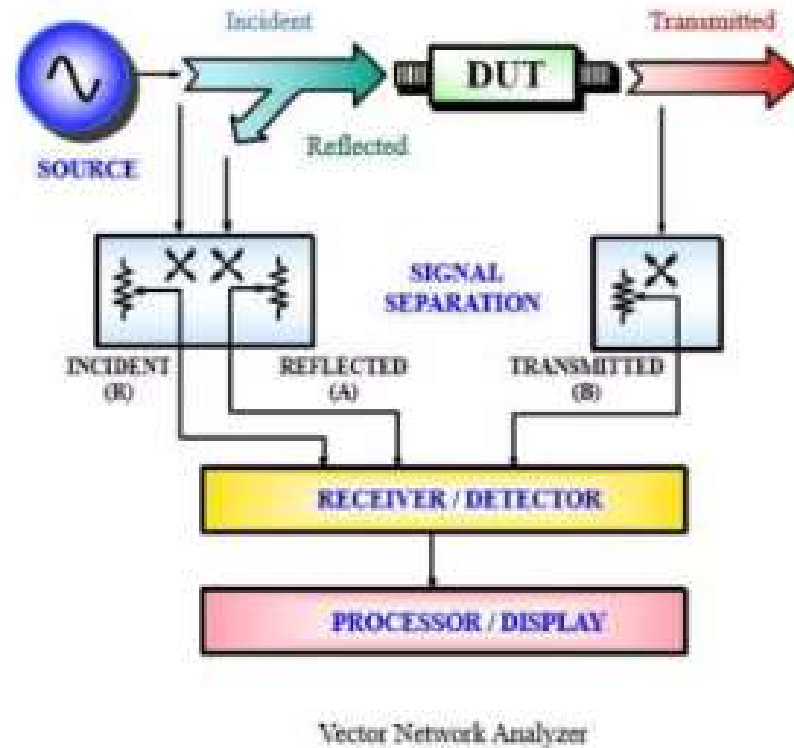 Incident
Transmitted
DUT
Reflected
SOURCE
SIGNAL
SEPARATION
INCIDENT
(R)
REFLECTED
(A)
TRANSMITTED
(B)
RECEIVER / DETECTOR
PROCESSOR / DISPLAY
Vector Network Analyzer